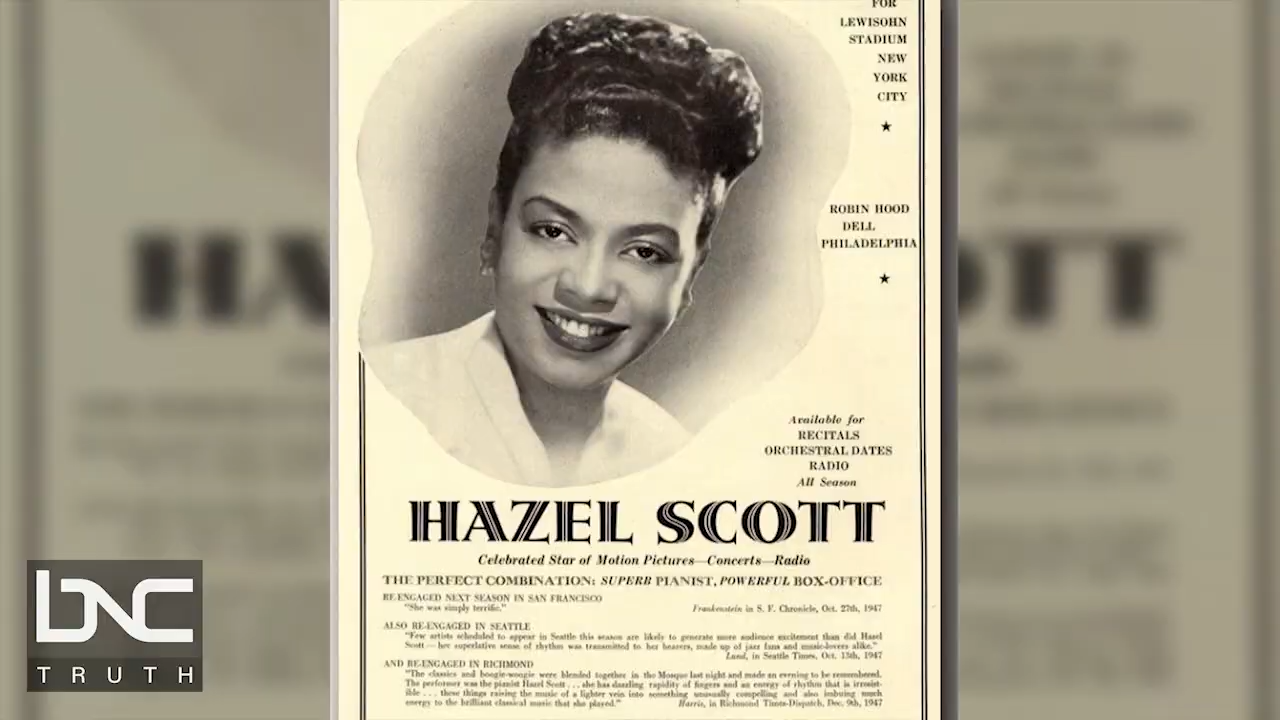 FOR
LEWISOHN
STADIUM
NEW
YORK
CITY
★
ROBIN HOOD
DELL
PHILADELPHIA
★
Available for
RECITALS
ORCHESTRAL DATES
RADIO
All Season
HAZEL SCOTT
Celebrated Star of Motion Pictures—Concerts—Radio
THE PERFECT COMBINATION: SUPERB PIANIST, POWERFUL BOX-OFFICE
RE-ENGAGED NEXT SEASON IN SAN FRANCISCO
"She was simply terrific." Frankenstein in S. F. Chronicle, Oct. 27th, 1947
ALSO RE-ENGAGED IN SEATTLE
"Few artists scheduled to appear in Seattle this season are likely to generate more audience excitement than did Hazel
Scott — her superlative sense of rhythm was transmitted to her hearers, made up of jazz fans and music-lovers alike."
Land, in Seattle Times, Oct. 15th, 1947
AND RE-ENGAGED IN RICHMOND
"The classics and boogie-woogie were blended together in the Mosque last night and made an evening to be remembered.
The performer was the pianist Hazel Scott . . . she has dazzling rapidity of fingers and an energy of rhythm that is irresist-
ible . . . these things raising the music of a lighter vein into something unusually compelling and also imbuing much
energy to the brilliant classical music that she played." Harris, in Richmond Times-Dispatch, Dec. 9th, 1947
HA
OTT
bnc
TRUTH